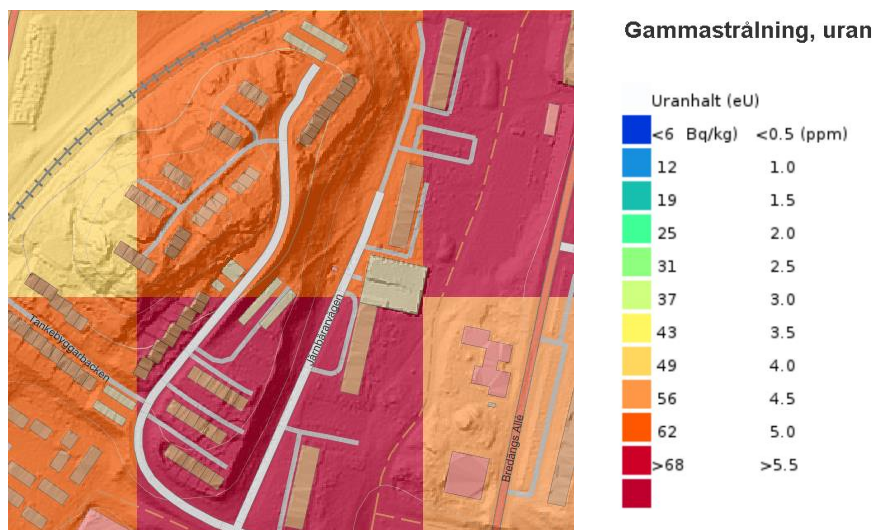 Gammastrålning, uran
Uranhalt (eU)
<6 Bq/kg) <0.5 (ppm)
12 1.0
19 1.5
25 2.0
31 2.5
37 3.0
43 3.5
49 4.0
56 4.5
62 5.0
>68 >5.5
Jämbärarvägen
Tänkebyggarbacken
Bredängs Allé